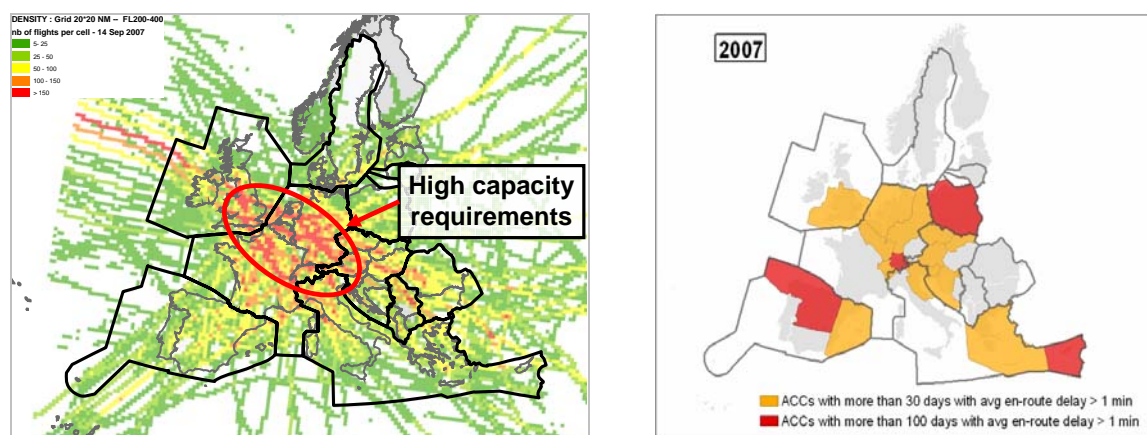 DENSITY : Grid 20*20 NM -- FL200-400
nb of flights per cell - 14 Sep 2007
5- 25
25 - 50
50 - 100
100 - 150
> 150
High capacity
requirements
2007
ACCs with more than 30 days with avg en-route delay > 1 min
ACCs with more than 100 days with avg en-route delay > 1 min